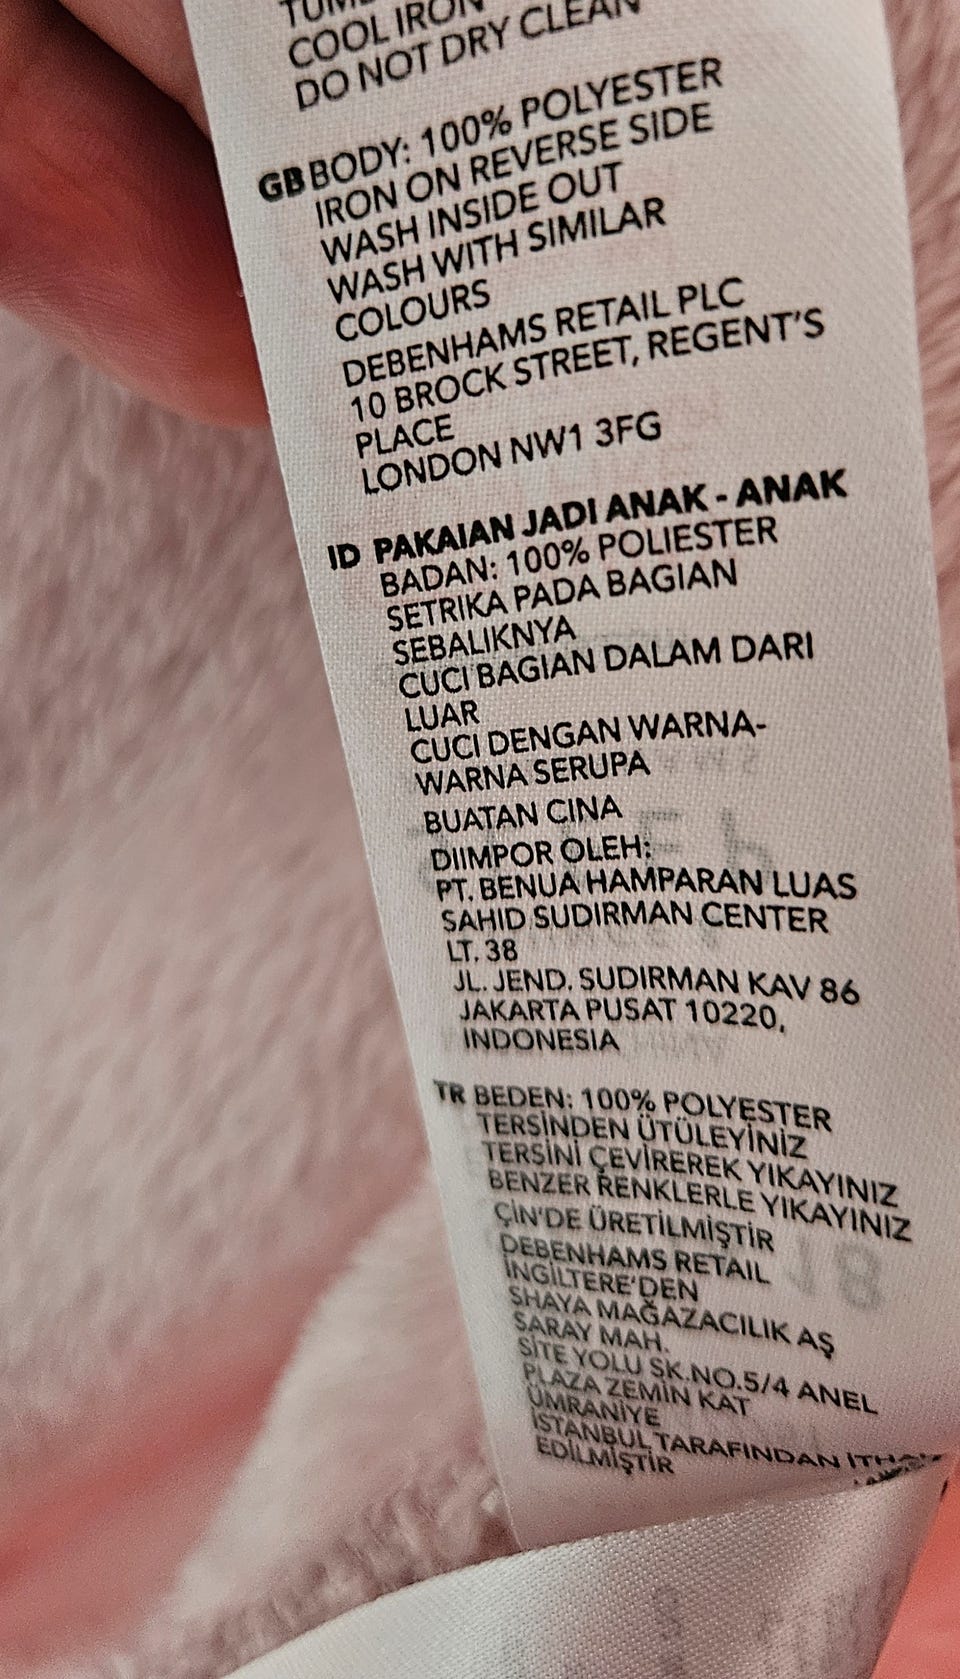 COOL IRON
DO NOT DRY CLEAN
GB BODY: 100% POLYESTER
IRON ON REVERSE SIDE
WASH INSIDE OUT
WASH WITH SIMILAR
COLOURS
DEBENHAMS RETAIL PLC
10 BROCK STREET, REGENT'S
PLACE
LONDON NW1 3FG
ID PAKAIAN JADI ANAK - ANAK
BADAN: 100% POLIESTER
SETRIKA PADA BAGIAN
SEBALIKNYA
CUCI BAGIAN DALAM DARI
LUAR
CUCI DENGAN WARNA-
WARNA SERUPA
BUATAN CINA
DIIMPOR OLEH:
PT. BENUA HAMPARAN LUAS
SAHID SUDIRMAN CENTER
LT. 38
JL. JEND. SUDIRMAN KAV 86
JAKARTA PUSAT 10220,
INDONESIA
TR BEDEN: 100% POLYESTER
TERSİNDEN ÜTÜLEYİNİZ
TERSİNİ ÇEVİREREK YIKAYINIZ
BENZER RENKLERLE YIKAYINIZ
ÇİN'DE ÜRETİLMİŞTİR
DEBENHAMS RETAIL
İNGİLTERE'DEN
SHAYA MAĞAZACILIK AŞ
SARAY MAH.
SİTE YOLU SK.NO.5/4 ANEL
PLAZA ZEMİN KAT
ÜMRANİYE
İSTANBUL TARAFINDAN
EDİLMİŞTİR